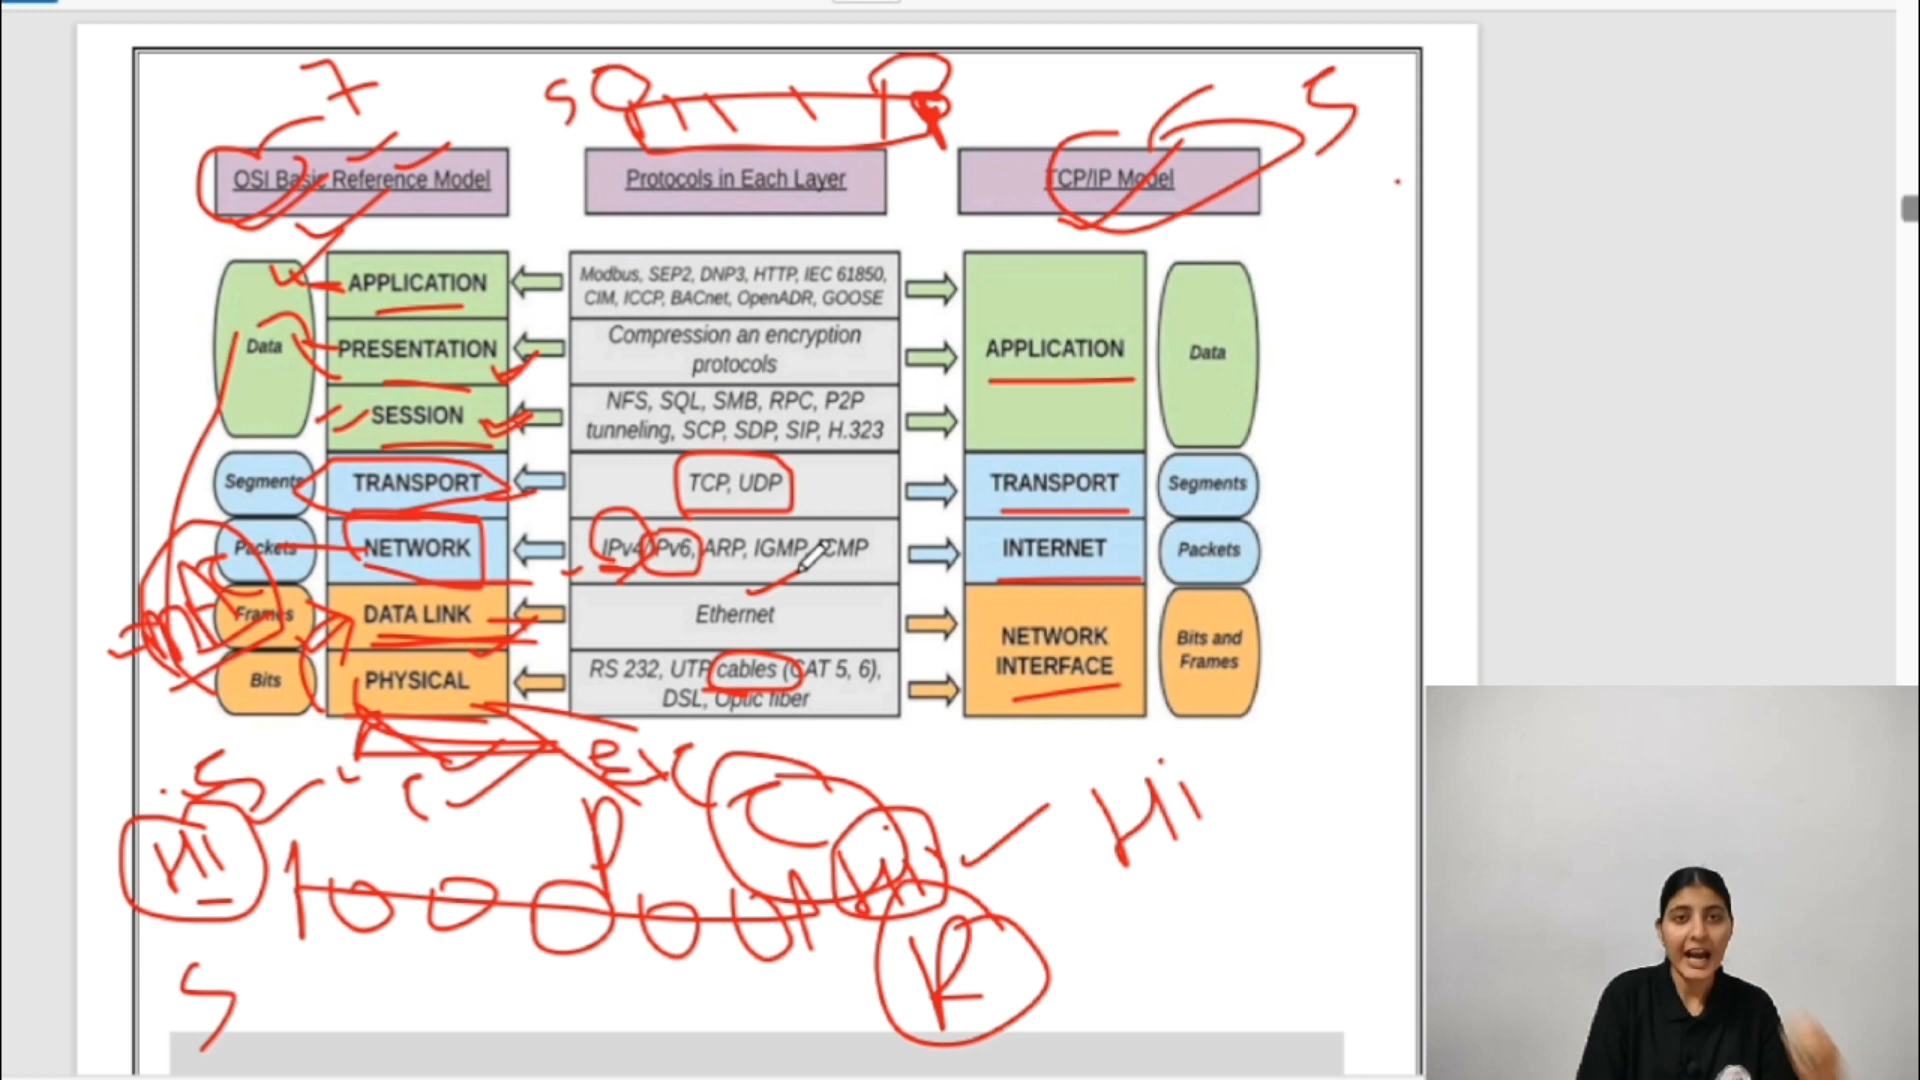 7
S
5
OSI Basic Reference Model
Protocols in Each Layer
TCP/IP Model
Data
APPLICATION
PRESENTATION
SESSION
Modbus, SEP2, DNP3, HTTP, IEC 61850,
CIM, ICCP, BACnet, OpenADR, GOOSE
Compression an encryption
protocols
NFS, SQL, SMB, RPC, P2P
tunneling, SCP, SDP, SIP, H.323
APPLICATION
Data
Segments
TRANSPORT
TCP, UDP
TRANSPORT
Segments
Packets
NETWORK
IPv4/IPv6, ARP, IGMP, ICMP
INTERNET
Packets
Frames
DATA LINK
Ethernet
Bits
PHYSICAL
RS 232, UTP cables (CAT 5, 6),
DSL, Optic fiber
NETWORK
INTERFACE
Bits and
Frames
S
Hi
P
C
Hi
Hi
R
S